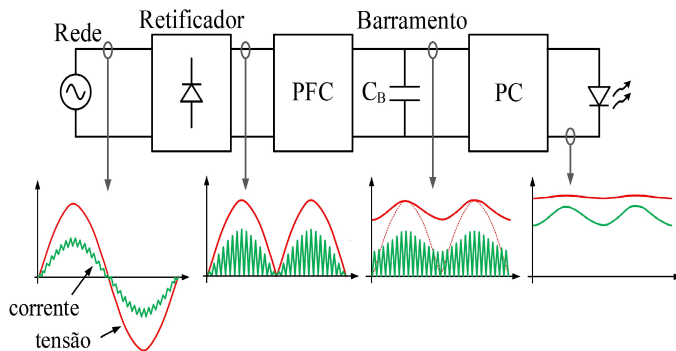 Rede
Retificador
Barramento
PFC
C_B
PC
corrente
tensão